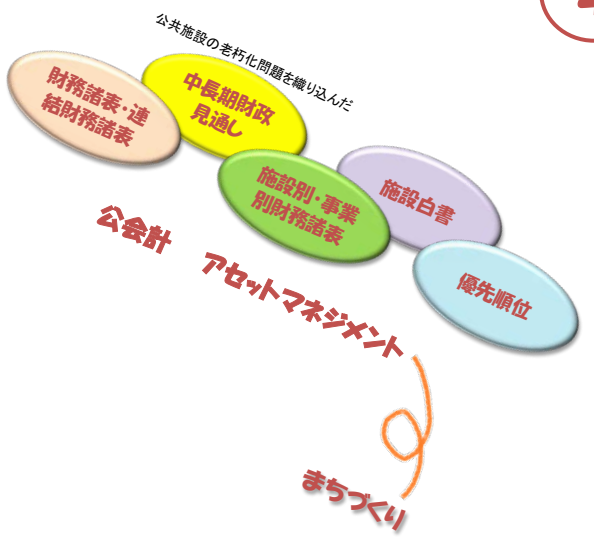 公共施設の老朽化問題を織り込んだ
財務諸表・連
結財務諸表
中長期財政
見通し
施設別・事業
別財務諸表
施設白書
優先順位
公会計
アセットマネジメント
まちづくり